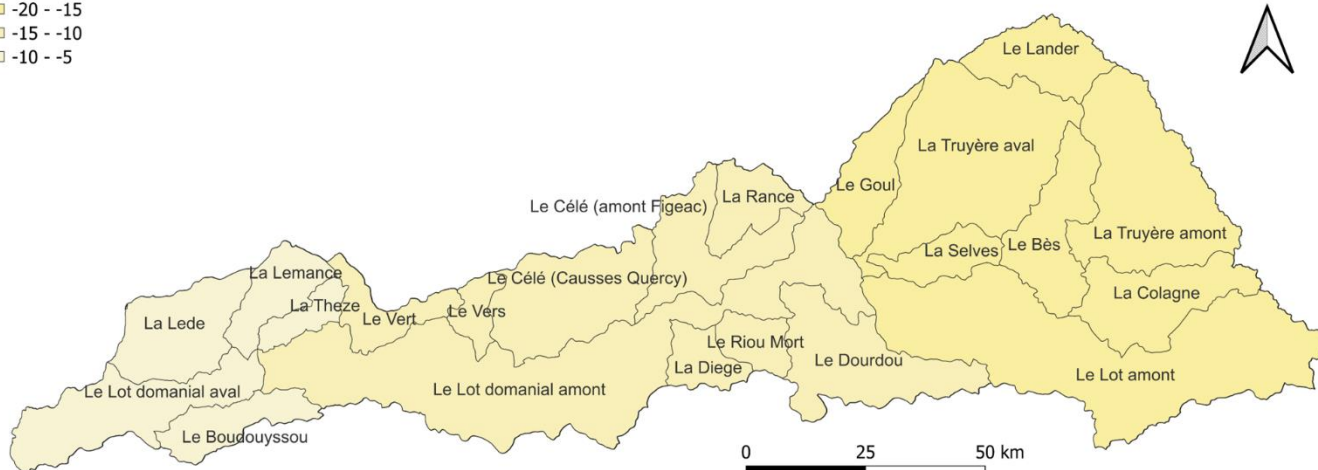 -20 - -15
-15 - -10
-10 - -5
Le Lander
La Truyère aval
Le Goul
La Rance
Le Célé (amont Figeac)
La Truyère amont
La Selves
Le Bès
La Lemance
Le Célé (Causses Quercy)
La Colagne
La Theze
Le Vers
Le Vert
La Lede
Le Riou Mort
Le Dourdou
La Diege
Le Lot amont
Le Lot domanial aval
Le Lot domanial amont
Le Boudouyssou
0 25 50 km